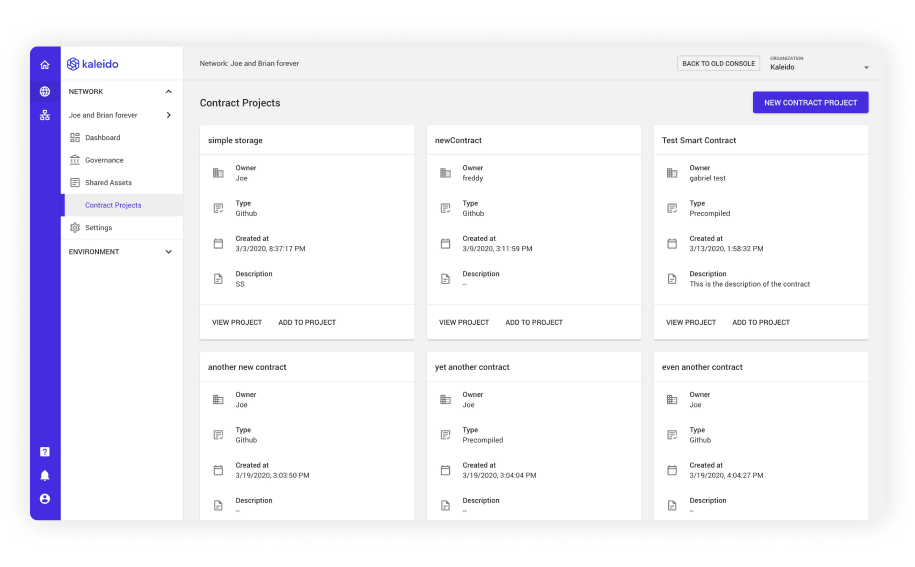 kaleido
Network: Joe and Brian forever
BACK TO OLD CONSOLE
ORGANIZATION
Kaleido
NETWORK
Joe and Brian forever
Dashboard
Governance
Shared Assets
Contract Projects
Settings
ENVIRONMENT
?
Contract Projects
NEW CONTRACT PROJECT
simple storage
Owner
Joe
Type
Github
Created at
3/3/2020, 8:37:17 PM
Description
SS
VIEW PROJECT ADD TO PROJECT
newContract
Owner
freddy
Type
Github
Created at
3/9/2020, 3:11:59 PM
Description
--
VIEW PROJECT ADD TO PROJECT
Test Smart Contract
Owner
gabriel test
Type
Precompiled
Created at
3/13/2020, 1:58:32 PM
Description
This is the description of the contract
VIEW PROJECT ADD TO PROJECT
another new contract
Owner
Joe
Type
Github
Created at
3/19/2020, 3:03:50 PM
Description
--
yet another contract
Owner
Joe
Type
Precompiled
Created at
3/19/2020, 3:04:04 PM
Description
--
even another contract
Owner
Joe
Type
Github
Created at
3/19/2020, 4:04:27 PM
Description
--